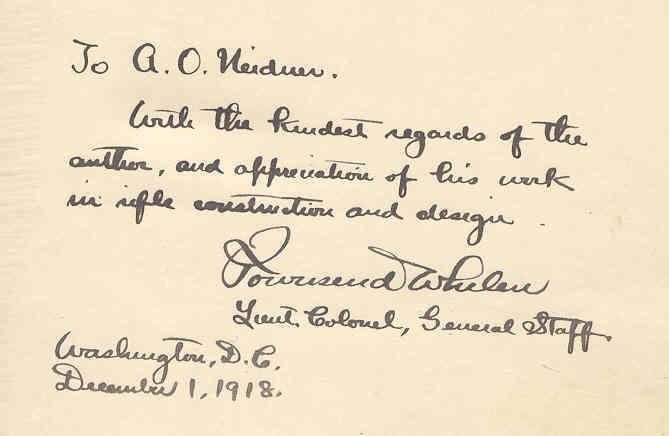 To A. O. Neidner.
With the kindest regards of the
author, and appreciation of his work
in rifle construction and design.
Townsend Whelen
Lieut. Colonel, General Staff.
Washington, D.C.
December 1, 1918.